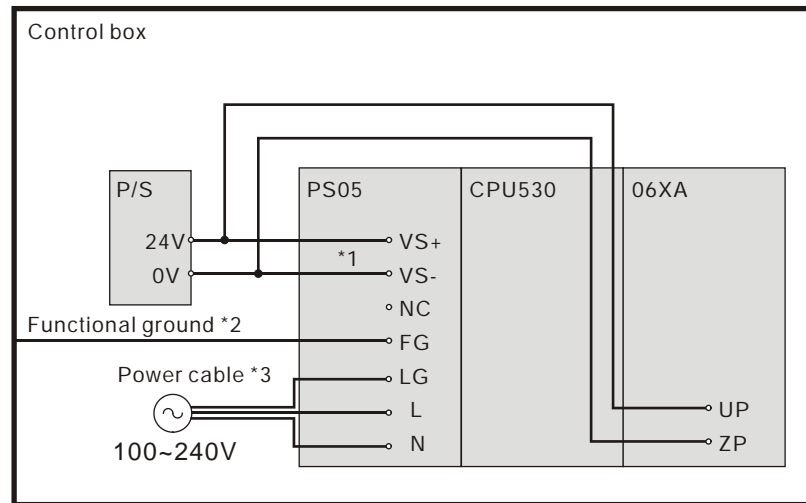 Control box
P/S
PS05
CPU530
06XA
24V
VS+
*1
0V
VS-
NC
Functional ground *2
FG
Power cable *3
LG
L
UP
N
ZP
100~240V